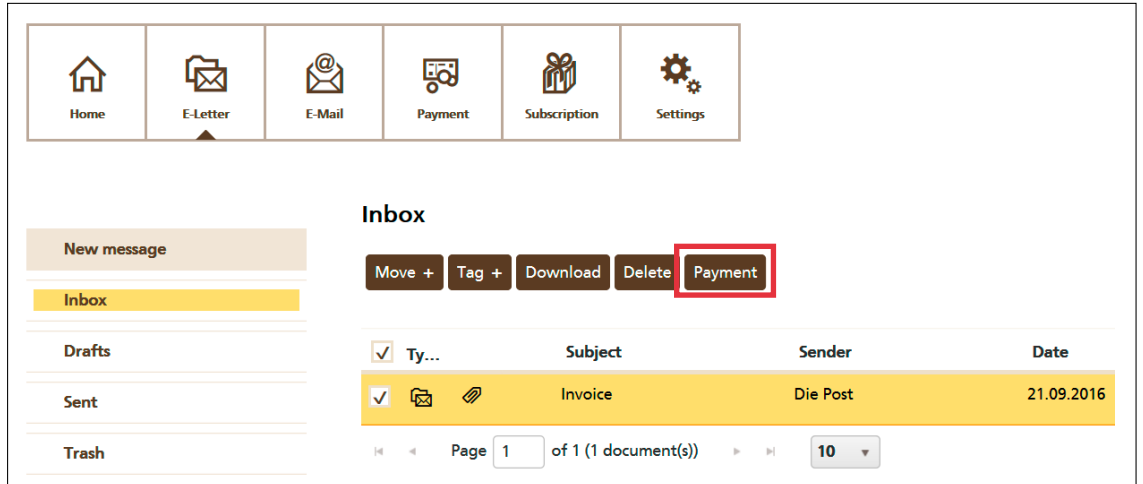 Home E-Letter E-Mail Payment Subscription Settings
Inbox
New message
Move + Tag + Download Delete Payment
Inbox
Drafts
Ty... Subject Sender Date
Sent
Invoice Die Post 21.09.2016
Trash
Page 1 of 1 (1 document(s)) 10